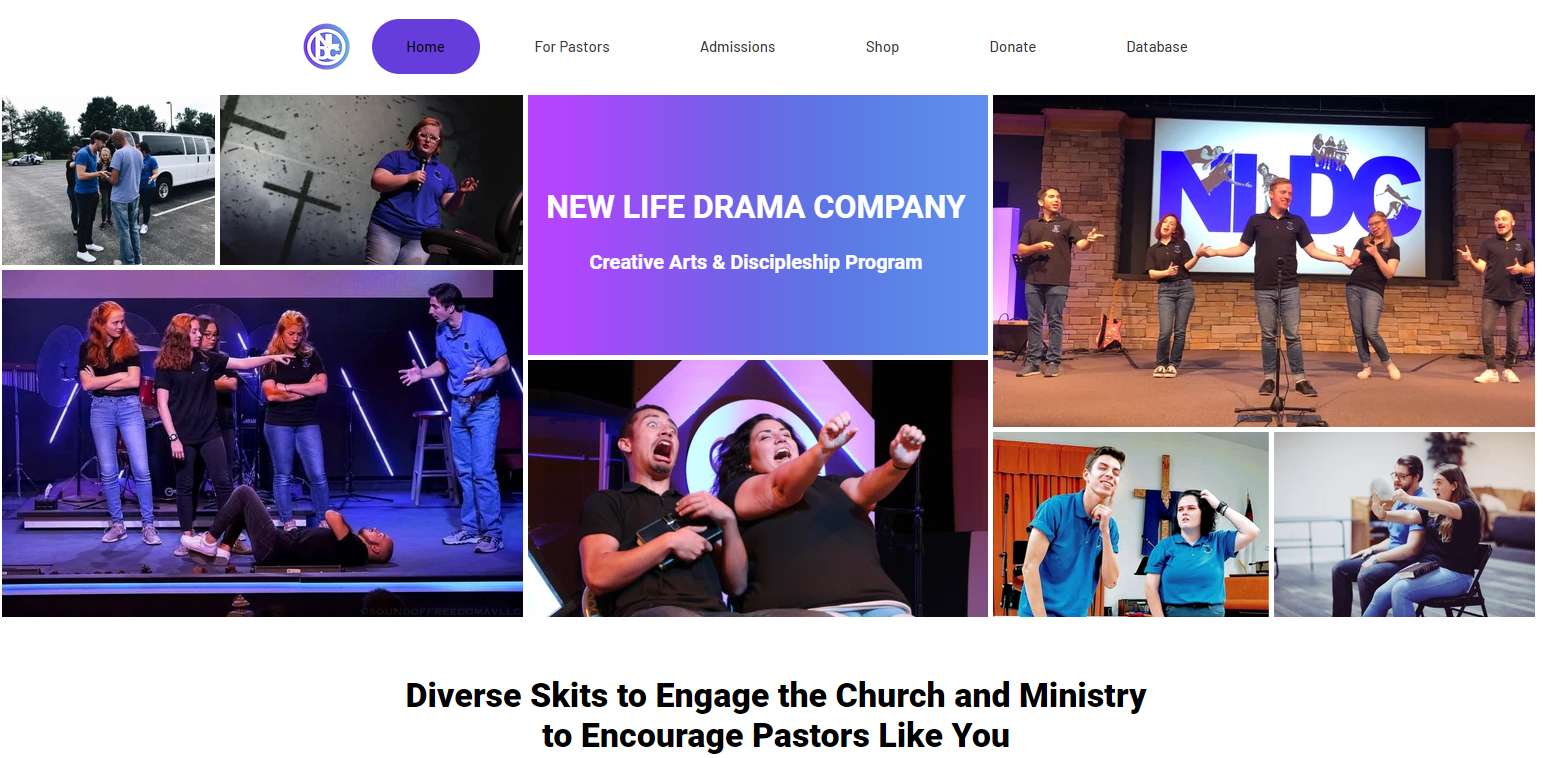 Home
For Pastors
Admissions
Shop
Donate
Database
NEW LIFE DRAMA COMPANY
Creative Arts & Discipleship Program
NLDC
©SOUNDOFFREEDOMAVLLC
Diverse Skits to Engage the Church and Ministry
to Encourage Pastors Like You